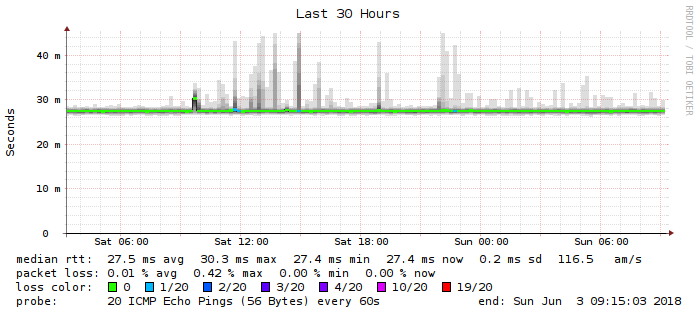 Last 30 Hours
RRDTOOL / TOBI OETIKER
Seconds
40 m
30 m
20 m
10 m
0
Sat 06:00 Sat 12:00 Sat 18:00 Sun 00:00 Sun 06:00
median rtt: 27.5 ms avg 30.3 ms max 27.4 ms min 27.4 ms now 0.2 ms sd 116.5 am/s
packet loss: 0.01 % avg 0.42 % max 0.00 % min 0.00 % now
loss color: 0 1/20 2/20 3/20 4/20 10/20 19/20
probe: 20 ICMP Echo Pings (56 Bytes) every 60s end: Sun Jun 3 09:15:03 2018